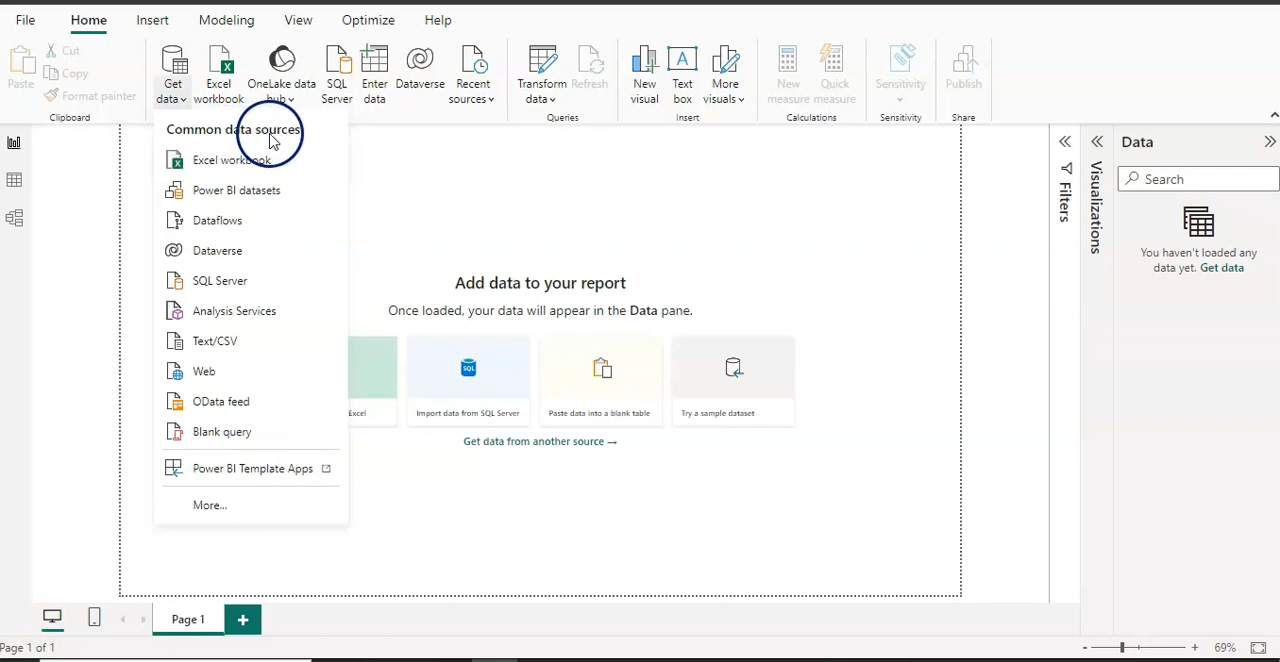 File Home Insert Modeling View Optimize Help
Paste
Cut
Copy
Format painter
Clipboard
Get data
Excel workbook
OneLake data hub
SQL Server
Enter data
Dataverse
Recent sources
Transform data
Refresh
Queries
New visual
Text box
More visuals
Insert
New measure
Quick measure
Calculations
Sensitivity
Sensitivity
Publish
Share
Common data sources
Excel workbook
Power BI datasets
Dataflows
Dataverse
SQL Server
Analysis Services
Text/CSV
Web
OData feed
Blank query
Power BI Template Apps
More...
Add data to your report
Once loaded, your data will appear in the Data pane.
Excel
SQL
Import data from SQL Server
Paste data into a blank table
Try a sample dataset
Get data from another source →
Filters
Visualizations
Data
Search
You haven't loaded any
data yet. Get data
Page 1
Page 1 of 1
- + 69%